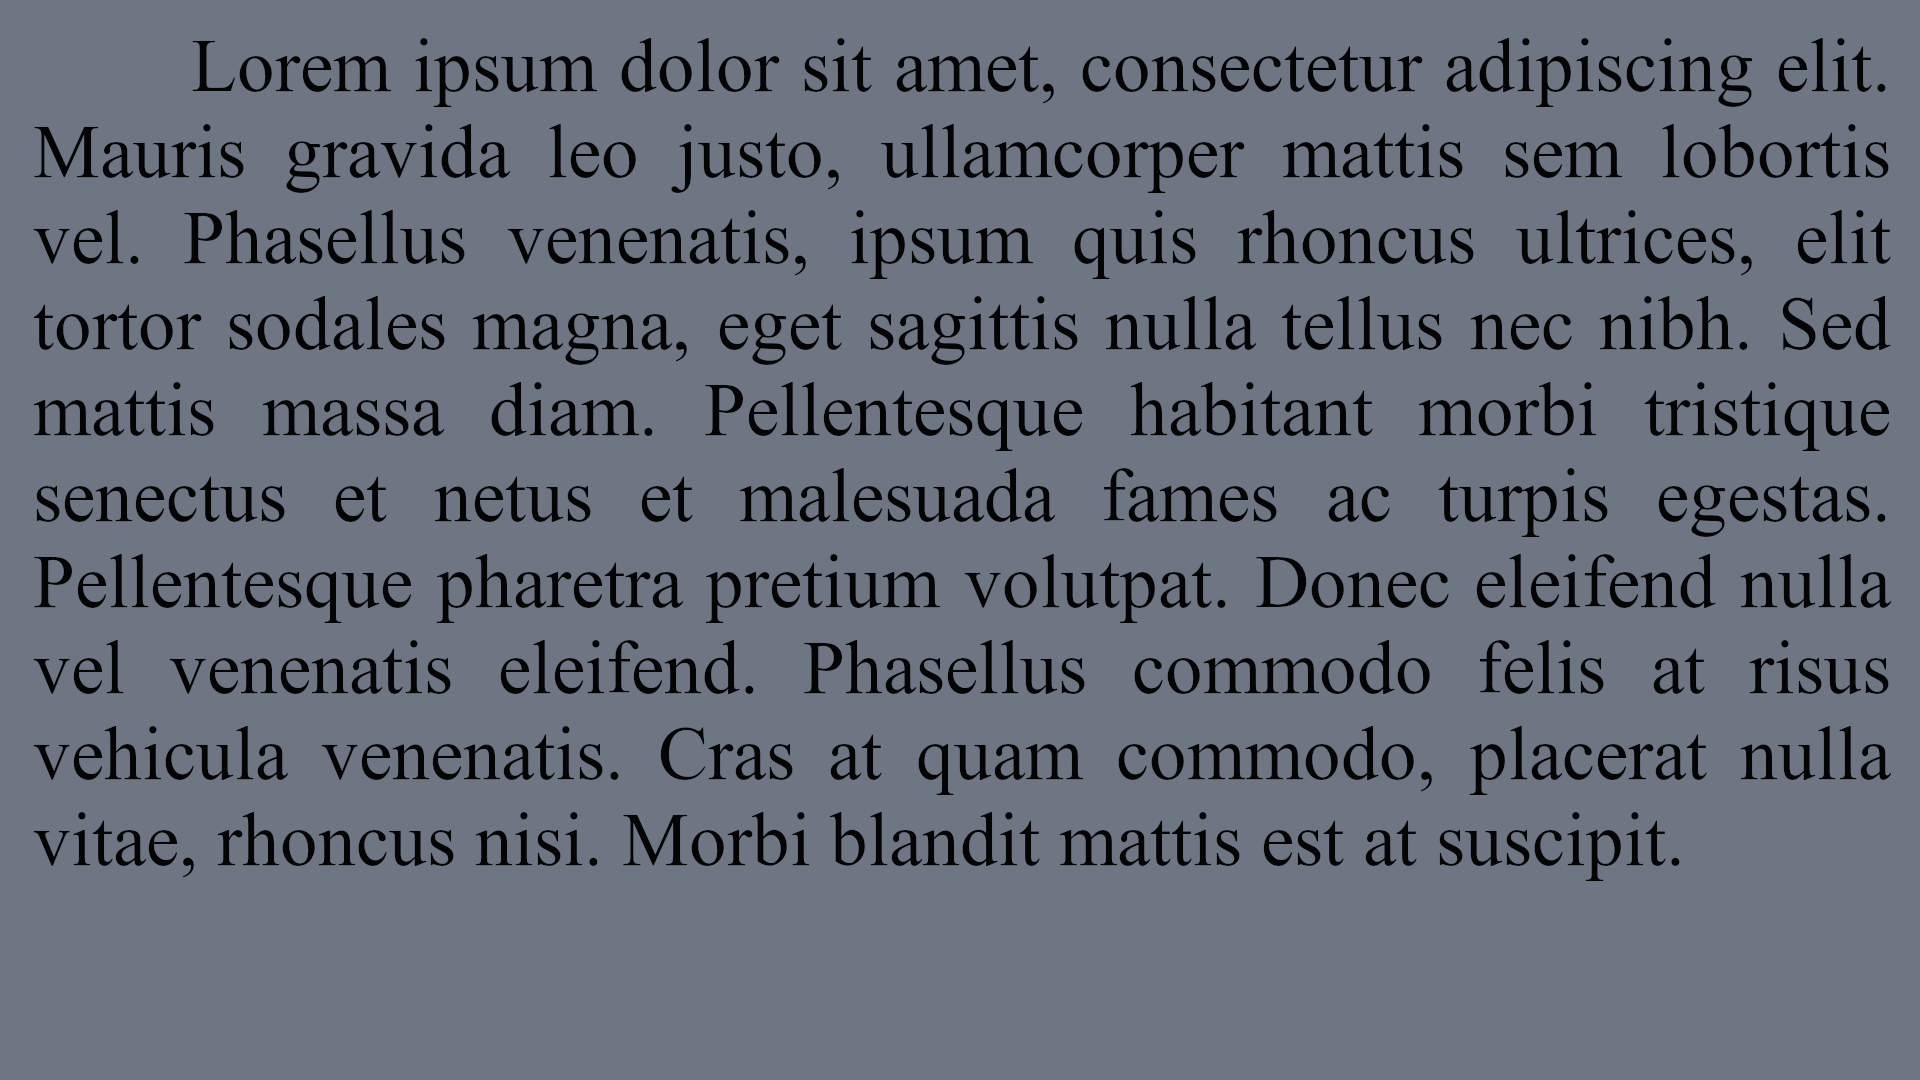 Lorem ipsum dolor sit amet, consectetur adipiscing elit.
Mauris gravida leo justo, ullamcorper mattis sem lobortis
vel. Phasellus venenatis, ipsum quis rhoncus ultrices, elit
tortor sodales magna, eget sagittis nulla tellus nec nibh. Sed
mattis massa diam. Pellentesque habitant morbi tristique
senectus et netus et malesuada fames ac turpis egestas.
Pellentesque pharetra pretium volutpat. Donec eleifend nulla
vel venenatis eleifend. Phasellus commodo felis at risus
vehicula venenatis. Cras at quam commodo, placerat nulla
vitae, rhoncus nisi. Morbi blandit mattis est at suscipit.